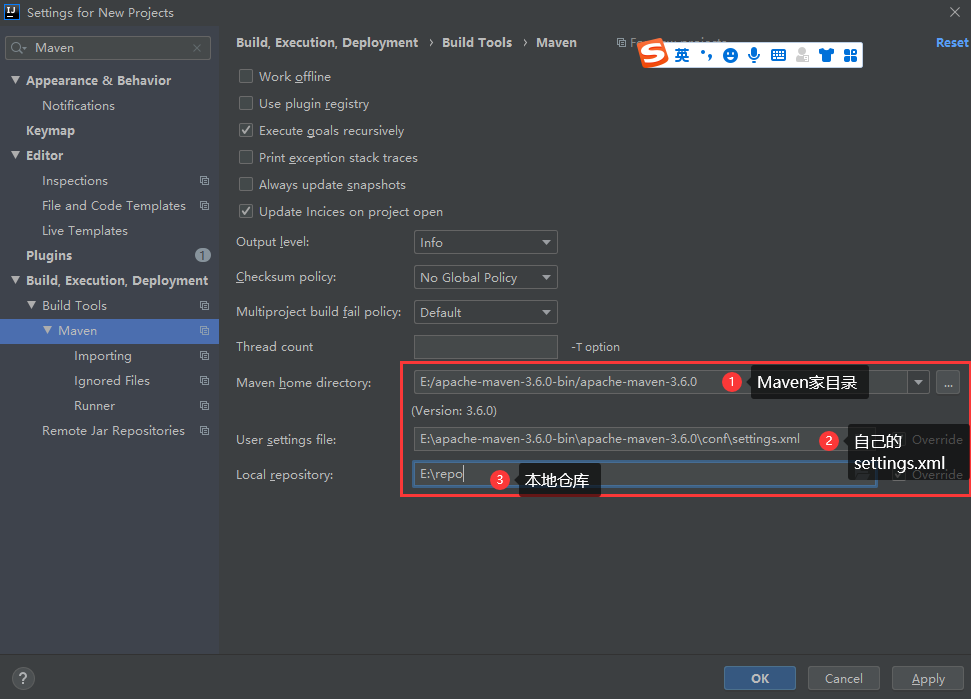 IJ
Settings for New Projects
Maven
Appearance & Behavior
Notifications
Keymap
Editor
Inspections
File and Code Templates
Live Templates
Plugins
1
Build, Execution, Deployment
Build Tools
Maven
Importing
Ignored Files
Runner
Remote Jar Repositories
Build, Execution, Deployment › Build Tools › Maven
Reset
英
Work offline
Use plugin registry
Execute goals recursively
Print exception stack traces
Always update snapshots
Update Incices on project open
Output level:
Info
Checksum policy:
No Global Policy
Multiproject build fail policy:
Default
Thread count
-T option
Maven home directory:
E:/apache-maven-3.6.0-bin/apache-maven-3.6.0
1
Maven家目录
...
(Version: 3.6.0)
User settings file:
E:\apache-maven-3.6.0-bin\apache-maven-3.6.0\conf\settings.xml
2
自己的
settings.xml
Override
Local repository:
E:\repo
3
本地仓库
Override
?
OK
Cancel
Apply